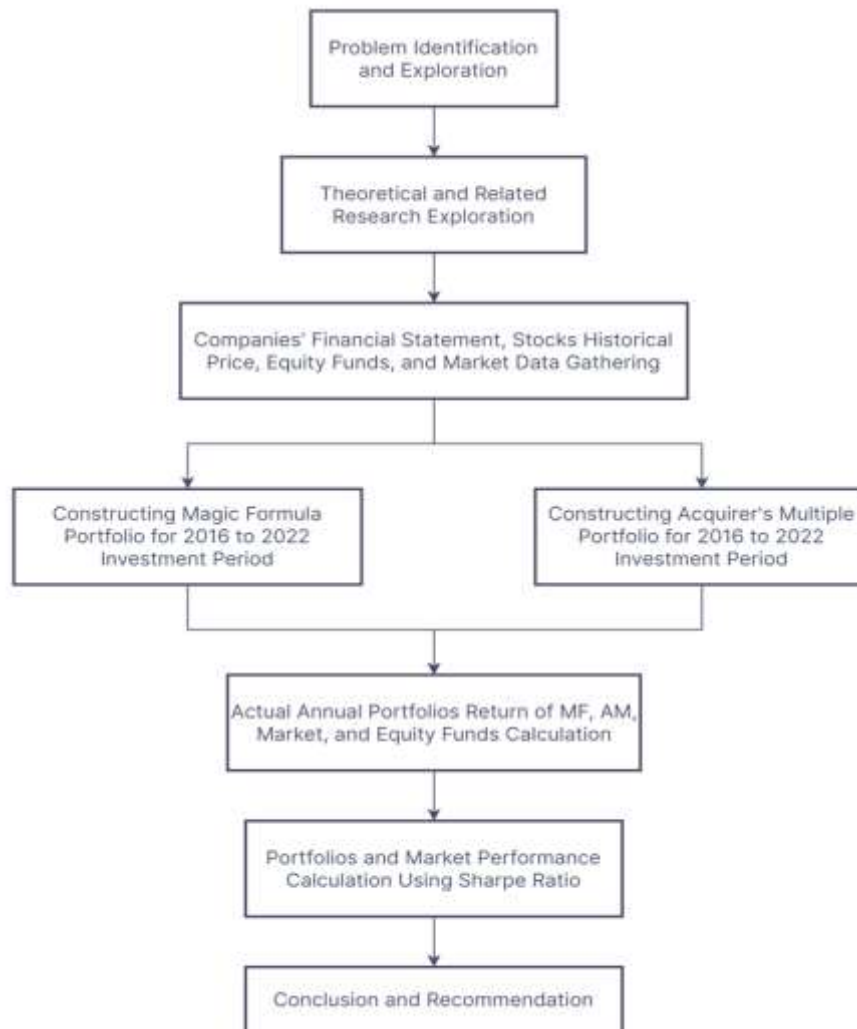 Problem Identification
and Exploration
Theoretical and Related
Research Exploration
Companies' Financial Statement, Stocks Historical
Price, Equity Funds, and Market Data Gathering
Constructing Magic Formula
Portfolio for 2016 to 2022
Investment Period
Constructing Acquirer's Multiple
Portfolio for 2016 to 2022
Investment Period
Actual Annual Portfolios Return of MF, AM,
Market, and Equity Funds Calculation
Portfolios and Market Performance
Calculation Using Sharpe Ratio
Conclusion and Recommendation